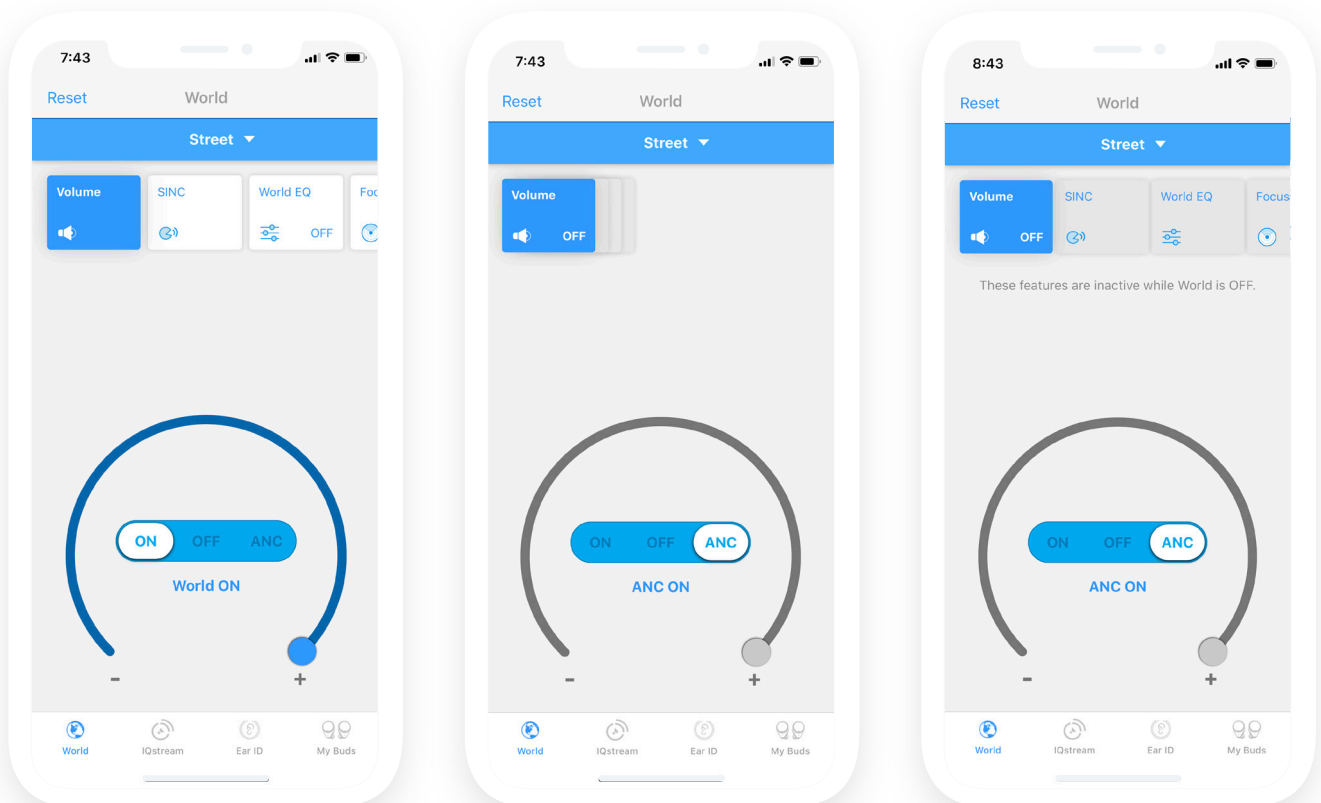 7:43
Reset World
Street
Volume SINC World EQ Foc
OFF
ON OFF ANC
World ON
- +
World IQstream Ear ID My Buds
7:43
Reset World
Street
Volume
OFF
ON OFF ANC
ANC ON
- +
World IQstream Ear ID My Buds
8:43
Reset World
Street
Volume SINC World EQ Focus
OFF
These features are inactive while World is OFF.
ON OFF ANC
ANC ON
- +
World IQstream Ear ID My Buds